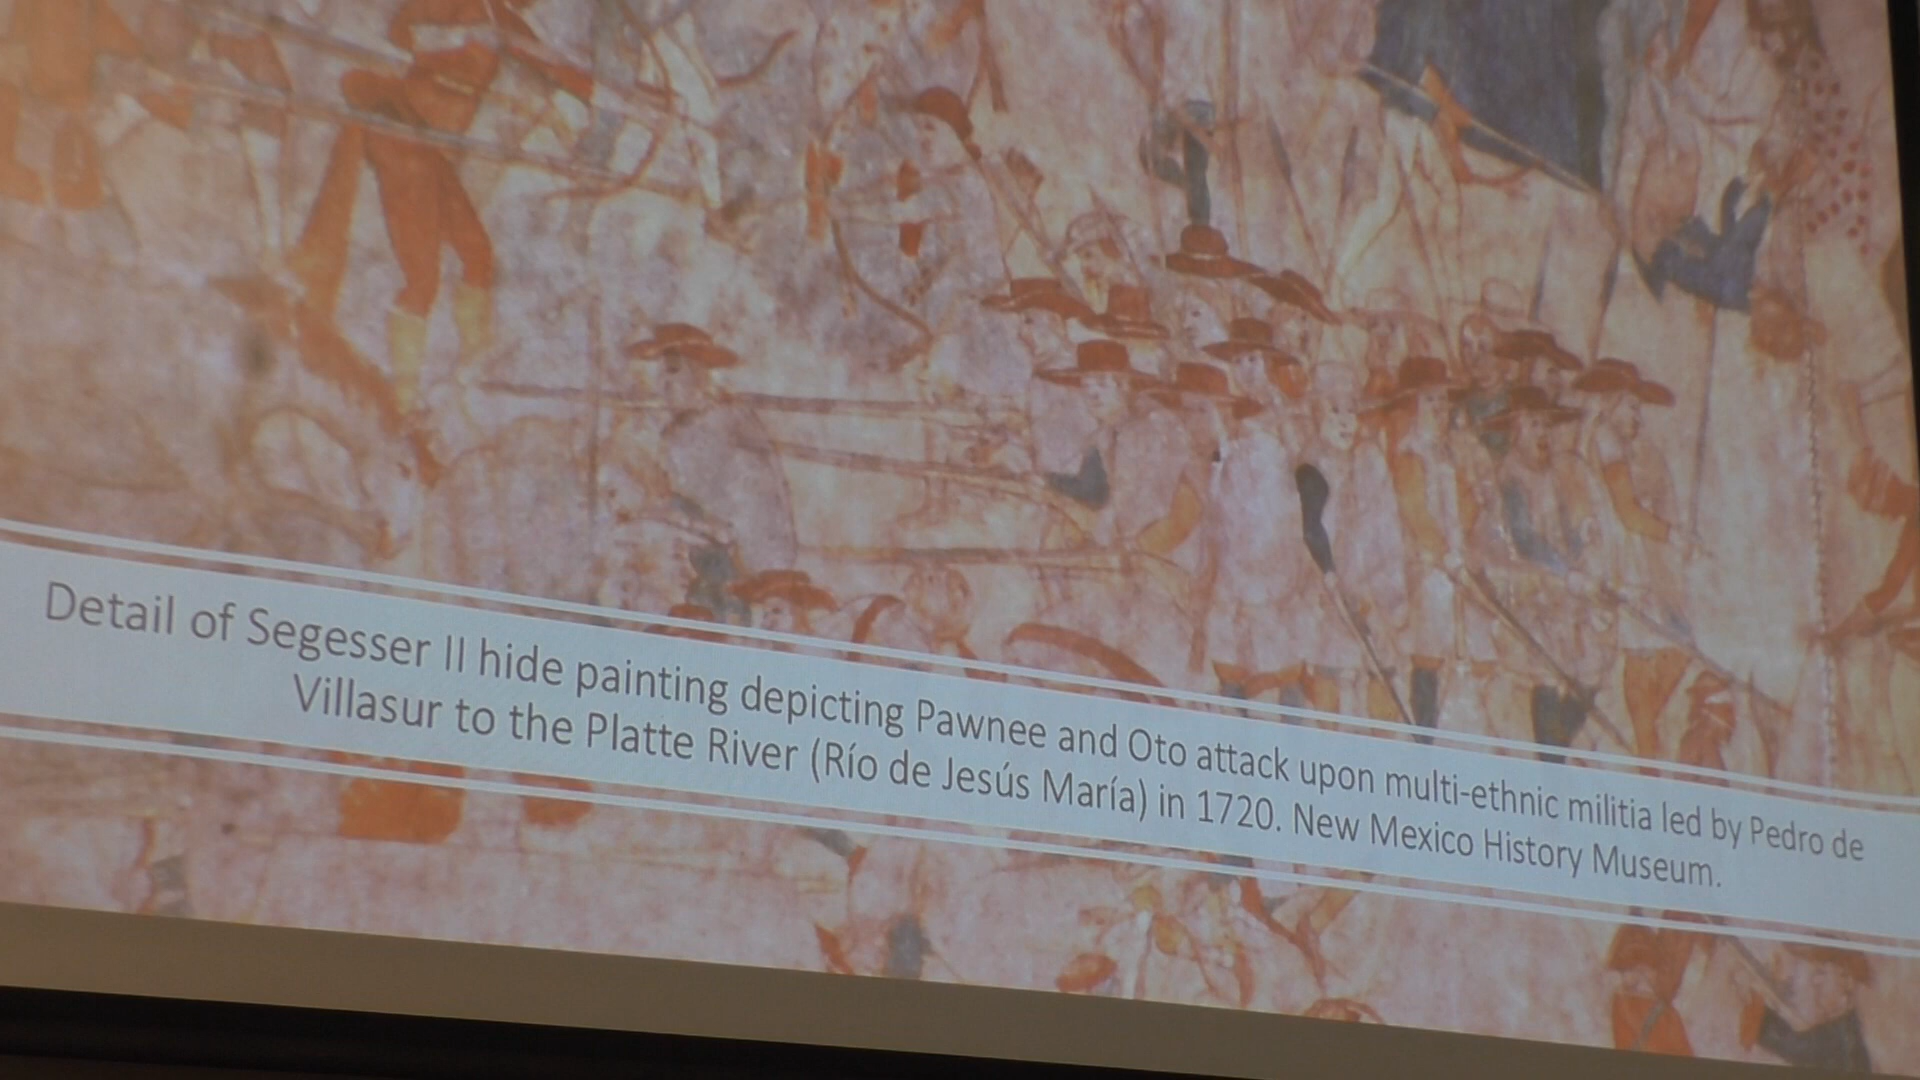 Detail of Segesser II hide painting depicting Pawnee and Oto attack upon multi-ethnic militia led by Pedro de
Villasur to the Platte River (Río de Jesús María) in 1720. New Mexico History Museum.